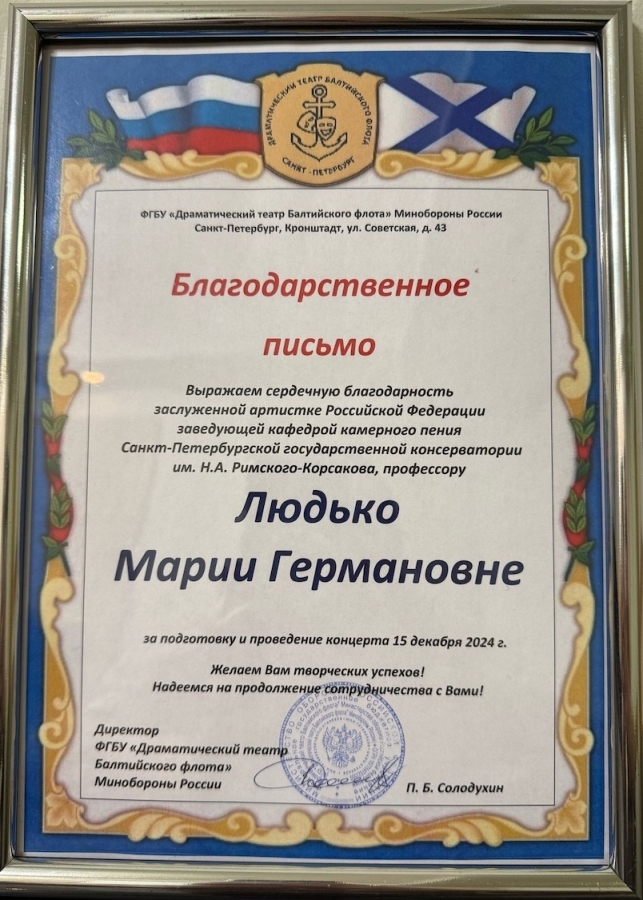 ДРАМАТИЧЕСКИЙ ТЕАТР БАЛТИЙСКОГО ФЛОТА
САНКТ-ПЕТЕРБУРГ
ФГБУ «Драматический театр Балтийского флота» Минобороны России
Санкт-Петербург, Кронштадт, ул. Советская, д. 43
Благодарственное
письмо
Выражаем сердечную благодарность
заслуженной артистке Российской Федерации
заведующей кафедрой камерного пения
Санкт-Петербургской государственной консерватории
им. Н.А. Римского-Корсакова, профессору
Людько
Марии Германовне
за подготовку и проведение концерта 15 декабря 2024 г.
Желаем Вам творческих успехов!
Надеемся на продолжение сотрудничества с Вами!
Директор
ФГБУ «Драматический театр
Балтийского флота»
Минобороны России
П. Б. Солодухин